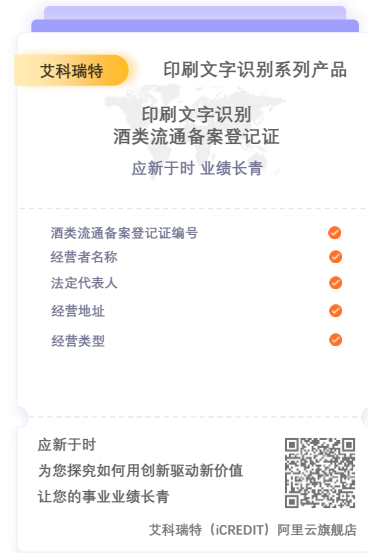 艾科瑞特
印刷文字识别系列产品
印刷文字识别
酒类流通备案登记证
应新于时 业绩长青
酒类流通备案登记证编号
经营者名称
法定代表人
经营地址
经营类型
应新于时
为您探究如何用创新驱动新价值
让您的事业业绩长青
艾科瑞特（iCREDIT）阿里云旗舰店